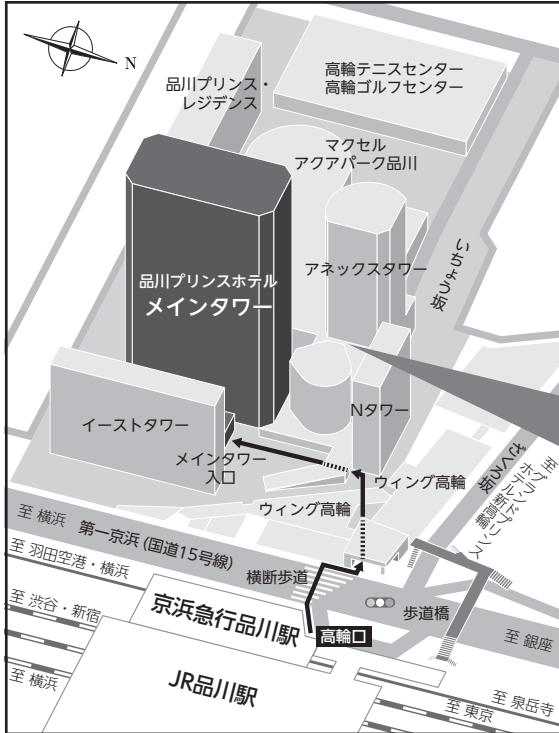 N
高輪テニスセンター
高輪ゴルフセンター
品川プリンス・
レジデンス
マクセル
アクアパーク品川
いちょう坂
アネックスタワー
品川プリンスホテル
メインタワー
Nタワー
イーストタワー
メインタワー
入口
ウィング高輪
ウィング高輪
さくら坂
至 グランドプリンス
ホテル新高輪
至 横浜
第一京浜 (国道15号線)
横断歩道
歩道橋
至 銀座
至 羽田空港・横浜
京浜急行品川駅
高輪口
至 渋谷・新宿
至 横浜
JR品川駅
至 泉岳寺
至 東京